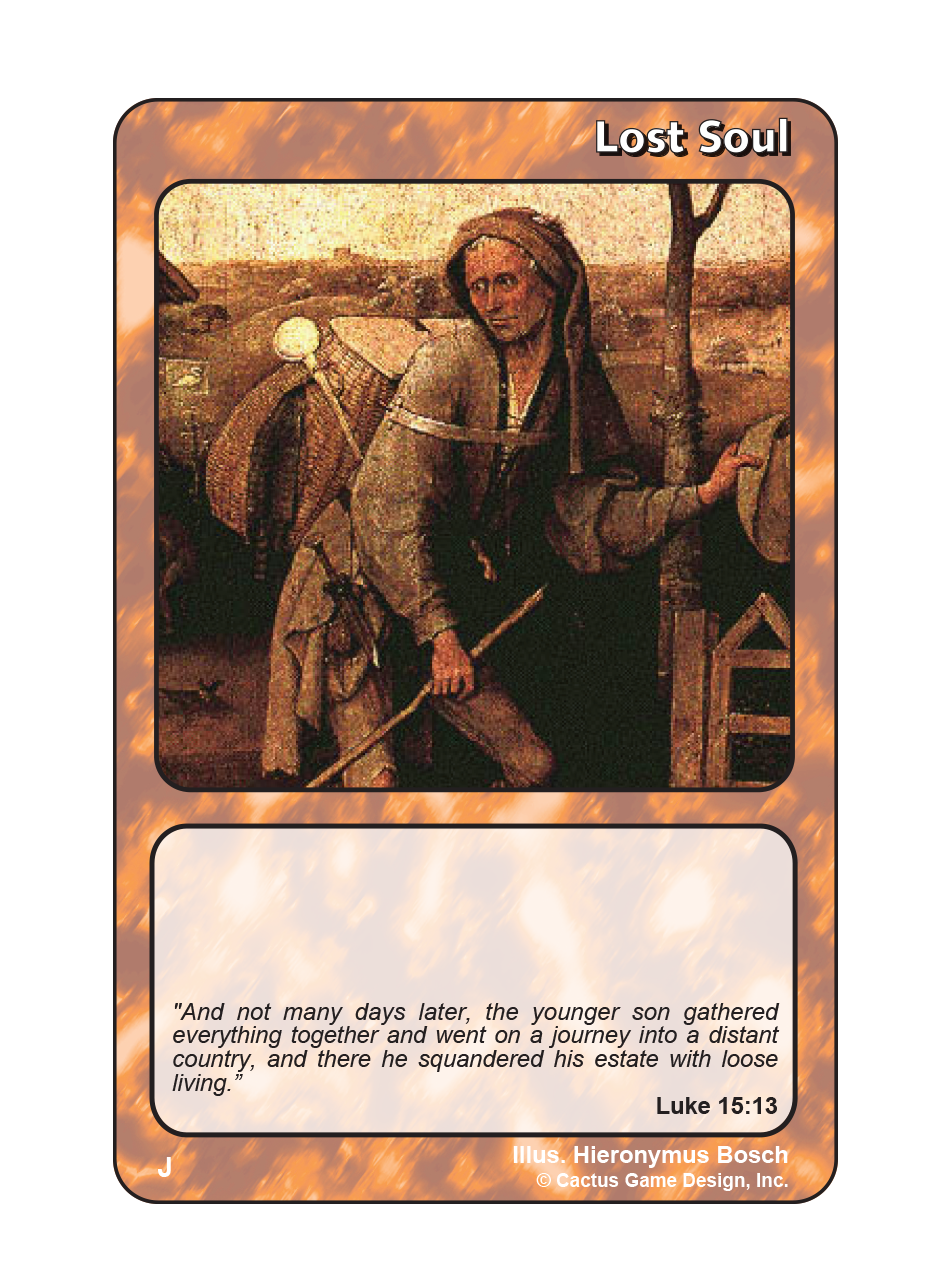 Lost Soul
"And not many days later, the younger son gathered
everything together and went on a journey into a distant
country, and there he squandered his estate with loose
living.”
Luke 15:13
J
Illus. Hieronymus Bosch
© Cactus Game Design, Inc.